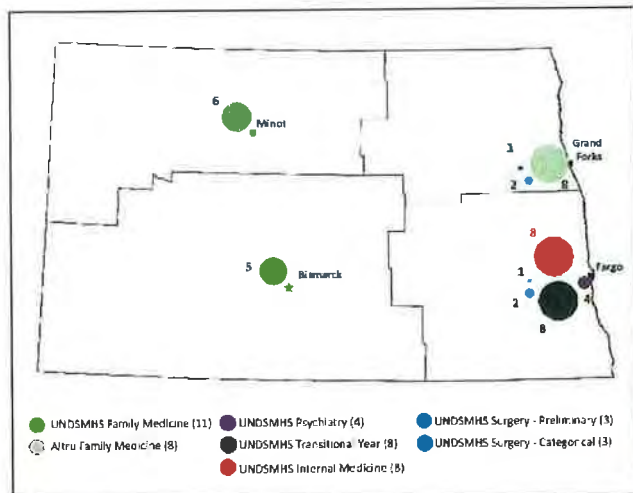 6
Minot
3
Grand
Forks
2
8
8
5
Bismarck
Fargo
1
4
2
8
UNDSMHS Family Medicine (11)
UNDSMHS Psychiatry (4)
UNDSMHS Surgery - Preliminary (3)
Altru Family Medicine (8)
UNDSMHS Transitional Year (8)
UNDSMHS Surgery - Categorical (3)
UNDSMHS Internal Medicine (8)